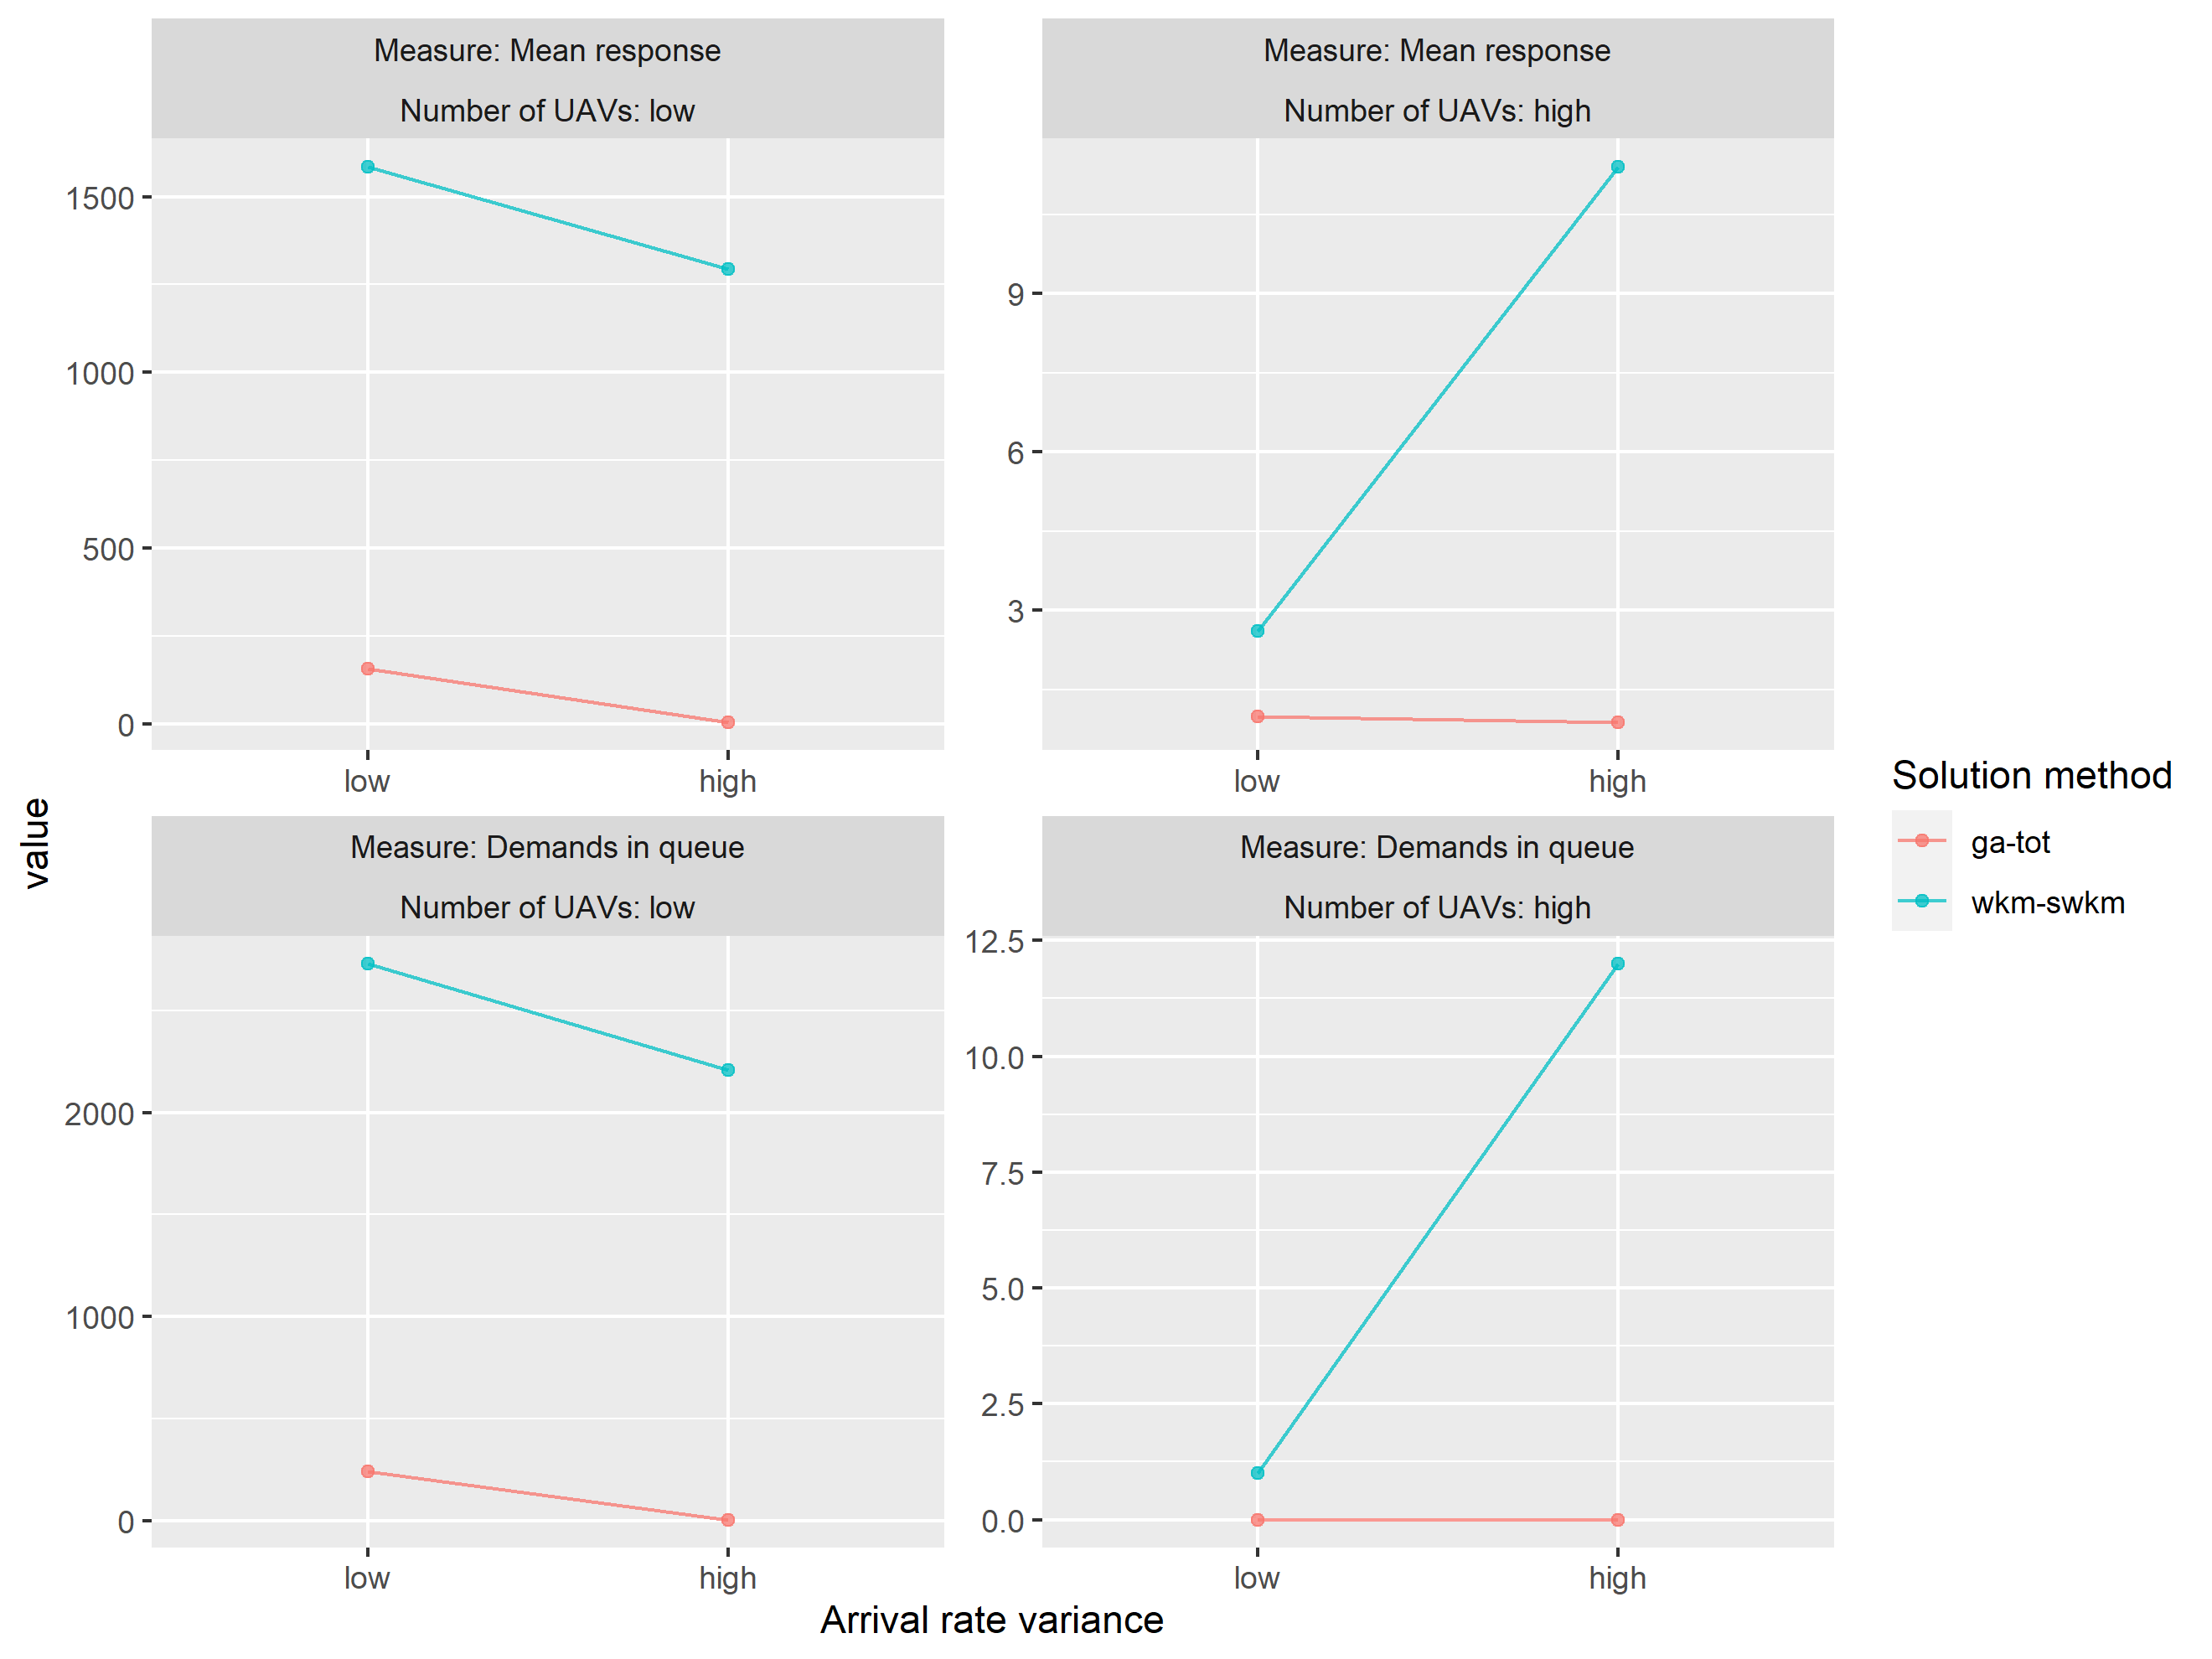 Measure: Mean response
Number of UAVs: low
1500
1000
500
0
low high
Measure: Mean response
Number of UAVs: high
9
6
3
low high
Measure: Demands in queue
Number of UAVs: low
2000
1000
0
low high
Measure: Demands in queue
Number of UAVs: high
12.5
10.0
7.5
5.0
2.5
0.0
low high
value
Arrival rate variance
Solution method
ga-tot
wkm-swkm